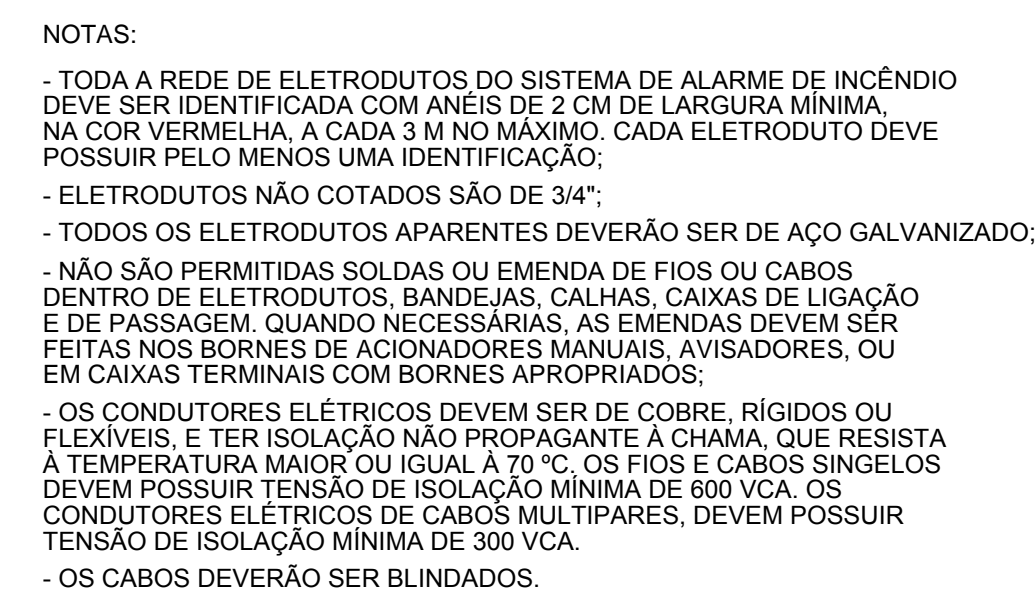 NOTAS:
- TODA A REDE DE ELETRODUTOS DO SISTEMA DE ALARME DE INCÊNDIO
DEVE SER IDENTIFICADA COM ANÉIS DE 2 CM DE LARGURA MÍNIMA,
NA COR VERMELHA, A CADA 3 M NO MÁXIMO. CADA ELETRODUTO DEVE
POSSUIR PELO MENOS UMA IDENTIFICAÇÃO;
- ELETRODUTOS NÃO COTADOS SÃO DE 3/4";
- TODOS OS ELETRODUTOS APARENTES DEVERÃO SER DE AÇO GALVANIZADO;
- NÃO SÃO PERMITIDAS SOLDAS OU EMENDA DE FIOS OU CABOS
DENTRO DE ELETRODUTOS, BANDEJAS, CALHAS, CAIXAS DE LIGAÇÃO
E DE PASSAGEM. QUANDO NECESSÁRIAS, AS EMENDAS DEVEM SER
FEITAS NOS BORNES DE ACIONADORES MANUAIS, AVISADORES, OU
EM CAIXAS TERMINAIS COM BORNES APROPRIADOS;
- OS CONDUTORES ELÉTRICOS DEVEM SER DE COBRE, RÍGIDOS OU
FLEXÍVEIS, E TER ISOLAÇÃO NÃO PROPAGANTE À CHAMA, QUE RESISTA
À TEMPERATURA MAIOR OU IGUAL À 70 ºC. OS FIOS E CABOS SINGELOS
DEVEM POSSUIR TENSÃO DE ISOLAÇÃO MÍNIMA DE 600 VCA. OS
CONDUTORES ELÉTRICOS DE CABOS MULTIPARES, DEVEM POSSUIR
TENSÃO DE ISOLAÇÃO MÍNIMA DE 300 VCA.
- OS CABOS DEVERÃO SER BLINDADOS.